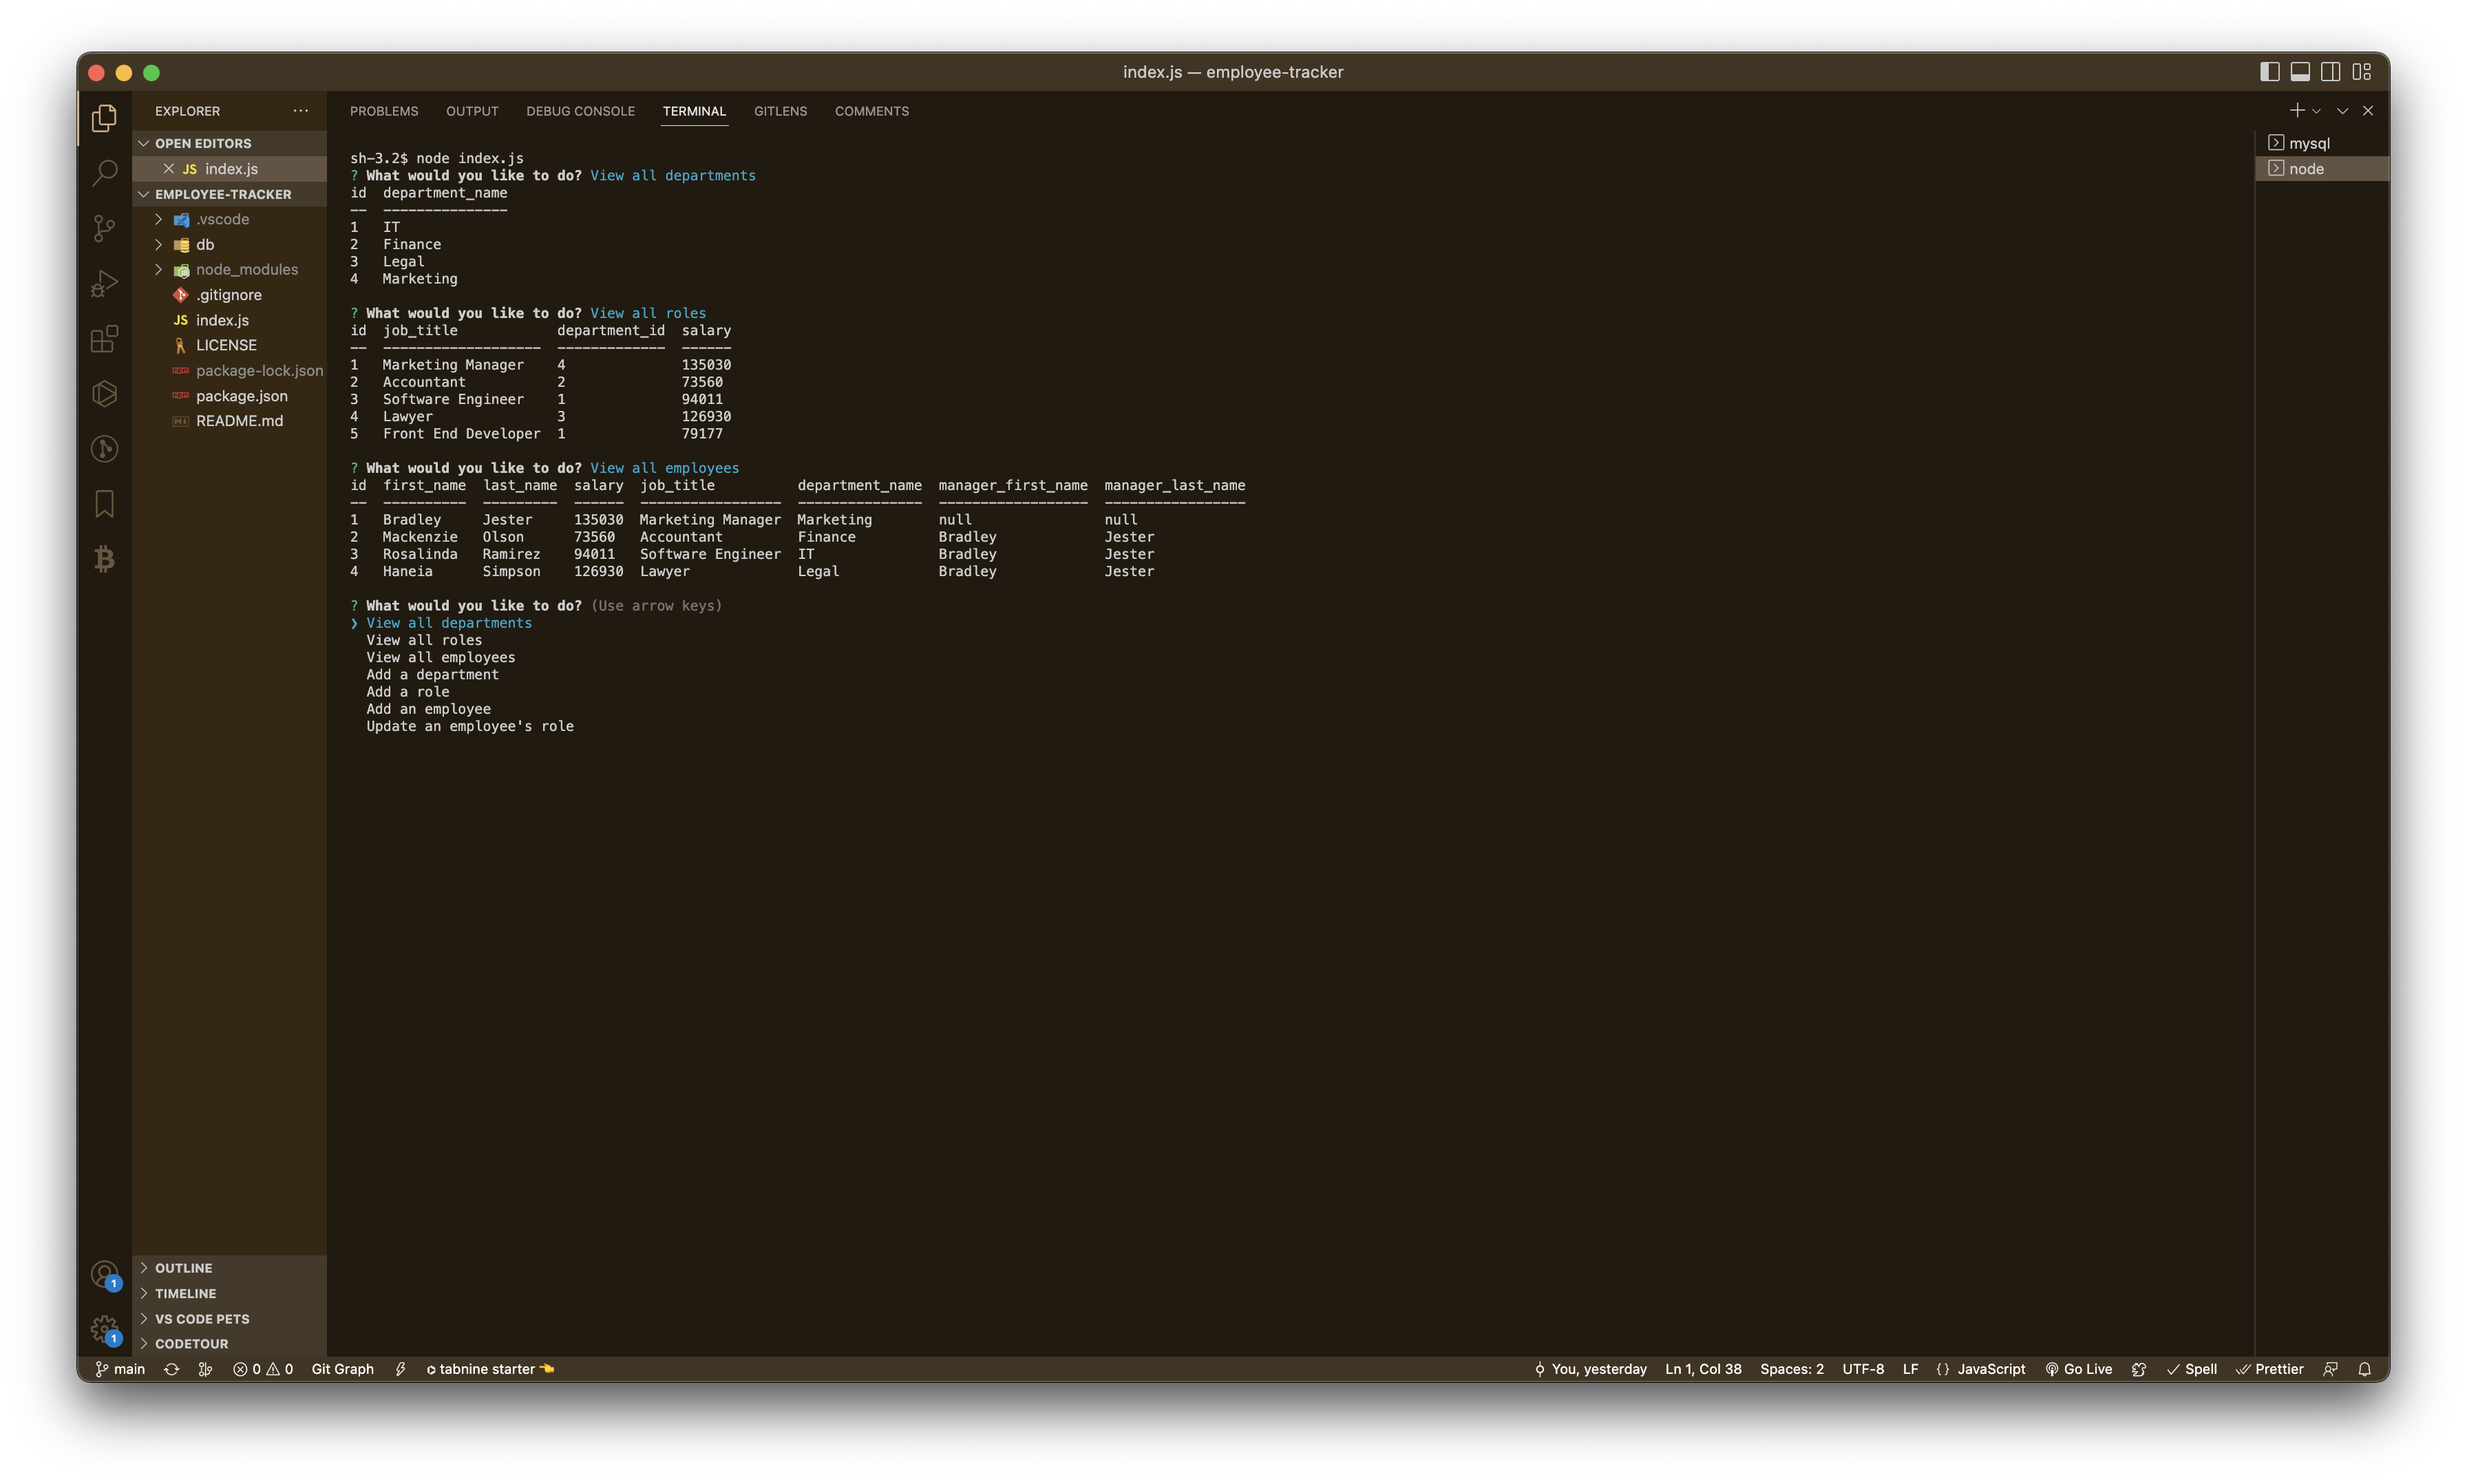 index.js — employee-tracker
EXPLORER
OPEN EDITORS
JS index.js
EMPLOYEE-TRACKER
.vscode
db
node_modules
.gitignore
JS index.js
LICENSE
package-lock.json
package.json
README.md
OUTLINE
TIMELINE
VS CODE PETS
CODETOUR
PROBLEMS OUTPUT DEBUG CONSOLE TERMINAL GITLENS COMMENTS
sh-3.2$ node index.js
? What would you like to do? View all departments
id  department_name
--  ---------------
1   IT
2   Finance
3   Legal
4   Marketing
? What would you like to do? View all roles
id  job_title            department_id  salary
--  -------------------  -------------  ------
1   Marketing Manager    4              135030
2   Accountant           2              73560
3   Software Engineer    1              94011
4   Lawyer               3              126930
5   Front End Developer  1              79177
? What would you like to do? View all employees
id  first_name  last_name  salary  job_title          department_name  manager_first_name  manager_last_name
--  ----------  ---------  ------  -----------------  ---------------  ------------------  -----------------
1   Bradley     Jester     135030  Marketing Manager  Marketing        null                null
2   Mackenzie   Olson      73560   Accountant         Finance          Bradley             Jester
3   Rosalinda   Ramirez    94011   Software Engineer  IT               Bradley             Jester
4   Haneia      Simpson    126930  Lawyer             Legal            Bradley             Jester
? What would you like to do? (Use arrow keys)
❯ View all departments
View all roles
View all employees
Add a department
Add a role
Add an employee
Update an employee's role
mysql
node
1
1
main 0 0 Git Graph tabnine starter You, yesterday Ln 1, Col 38 Spaces: 2 UTF-8 LF {} JavaScript Go Live Spell Prettier